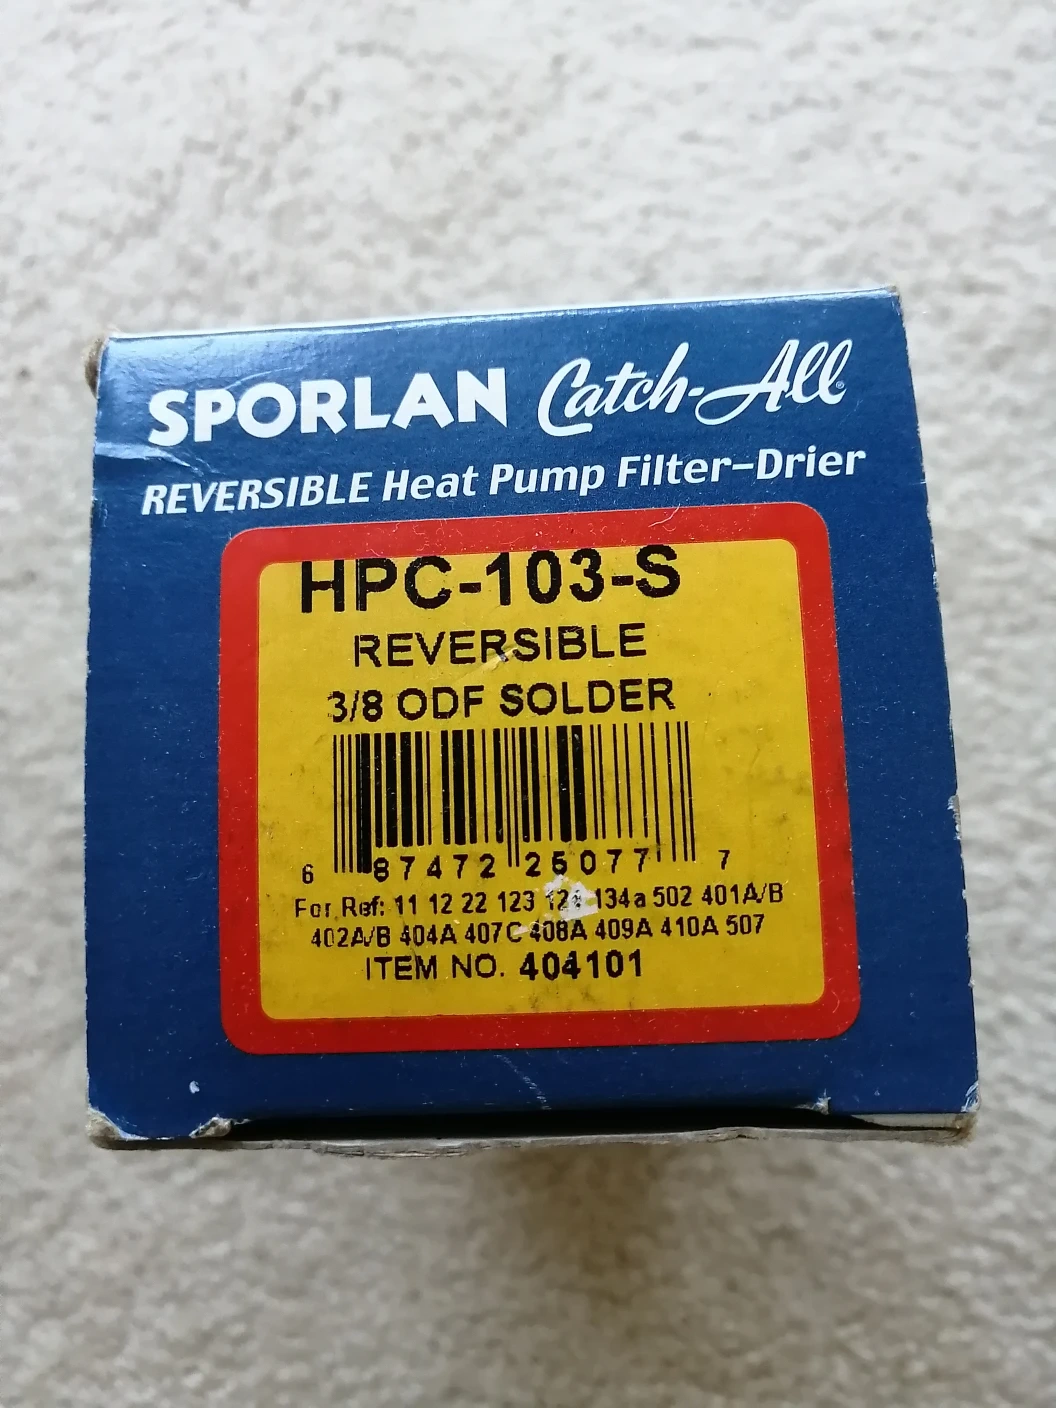 SPORLAN Catch-All®
REVERSIBLE Heat Pump Filter-Drier
HPC-103-S
REVERSIBLE
3/8 ODF SOLDER
6 87472 25077 7
For Ref: 11 12 22 123 134a 502 401A/B
402A/B 404A 407C 408A 409A 410A 507
ITEM NO. 404101